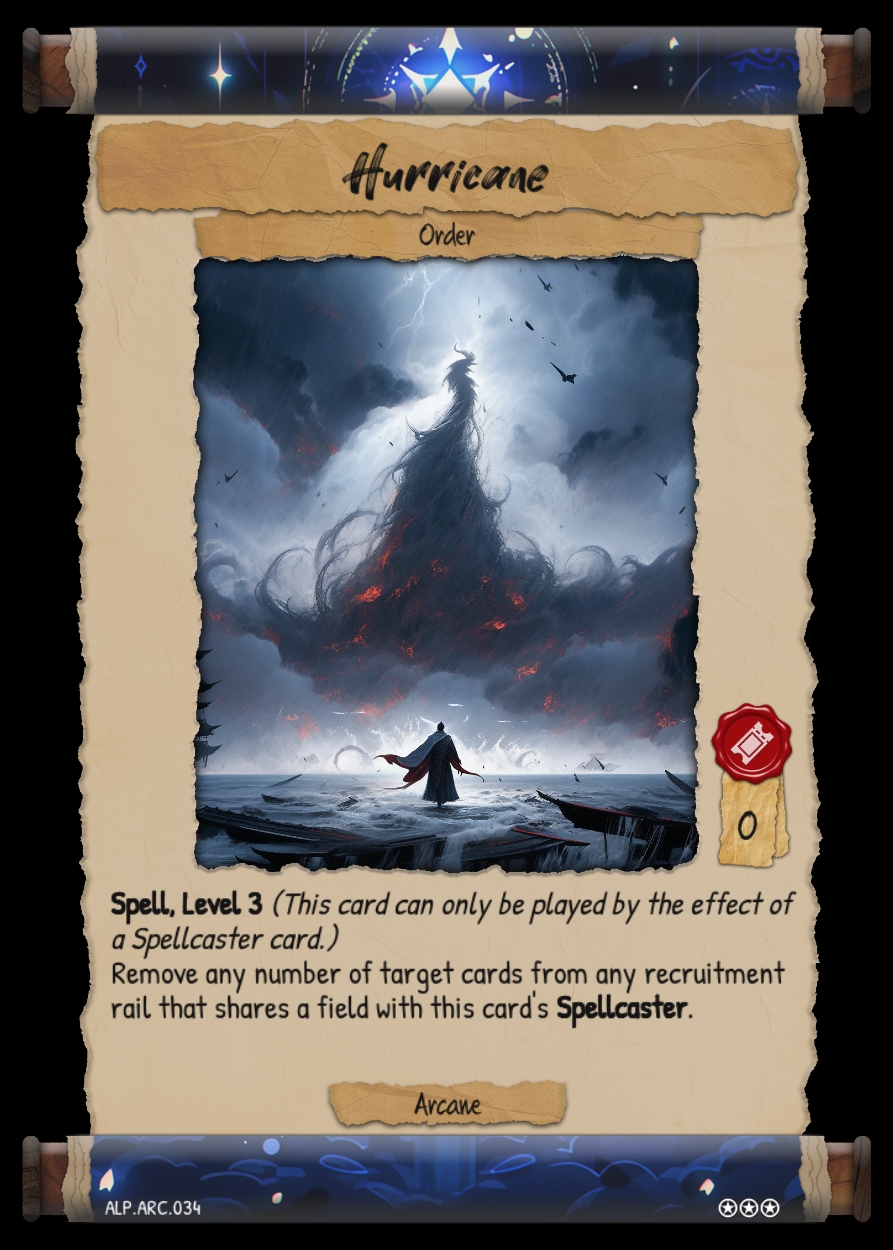 Hurricane
Order
0
Spell, Level 3 (This card can only be played by the effect of
a Spellcaster card.)
Remove any number of target cards from any recruitment
rail that shares a field with this card's Spellcaster.
Arcane
ALP.ARC.034